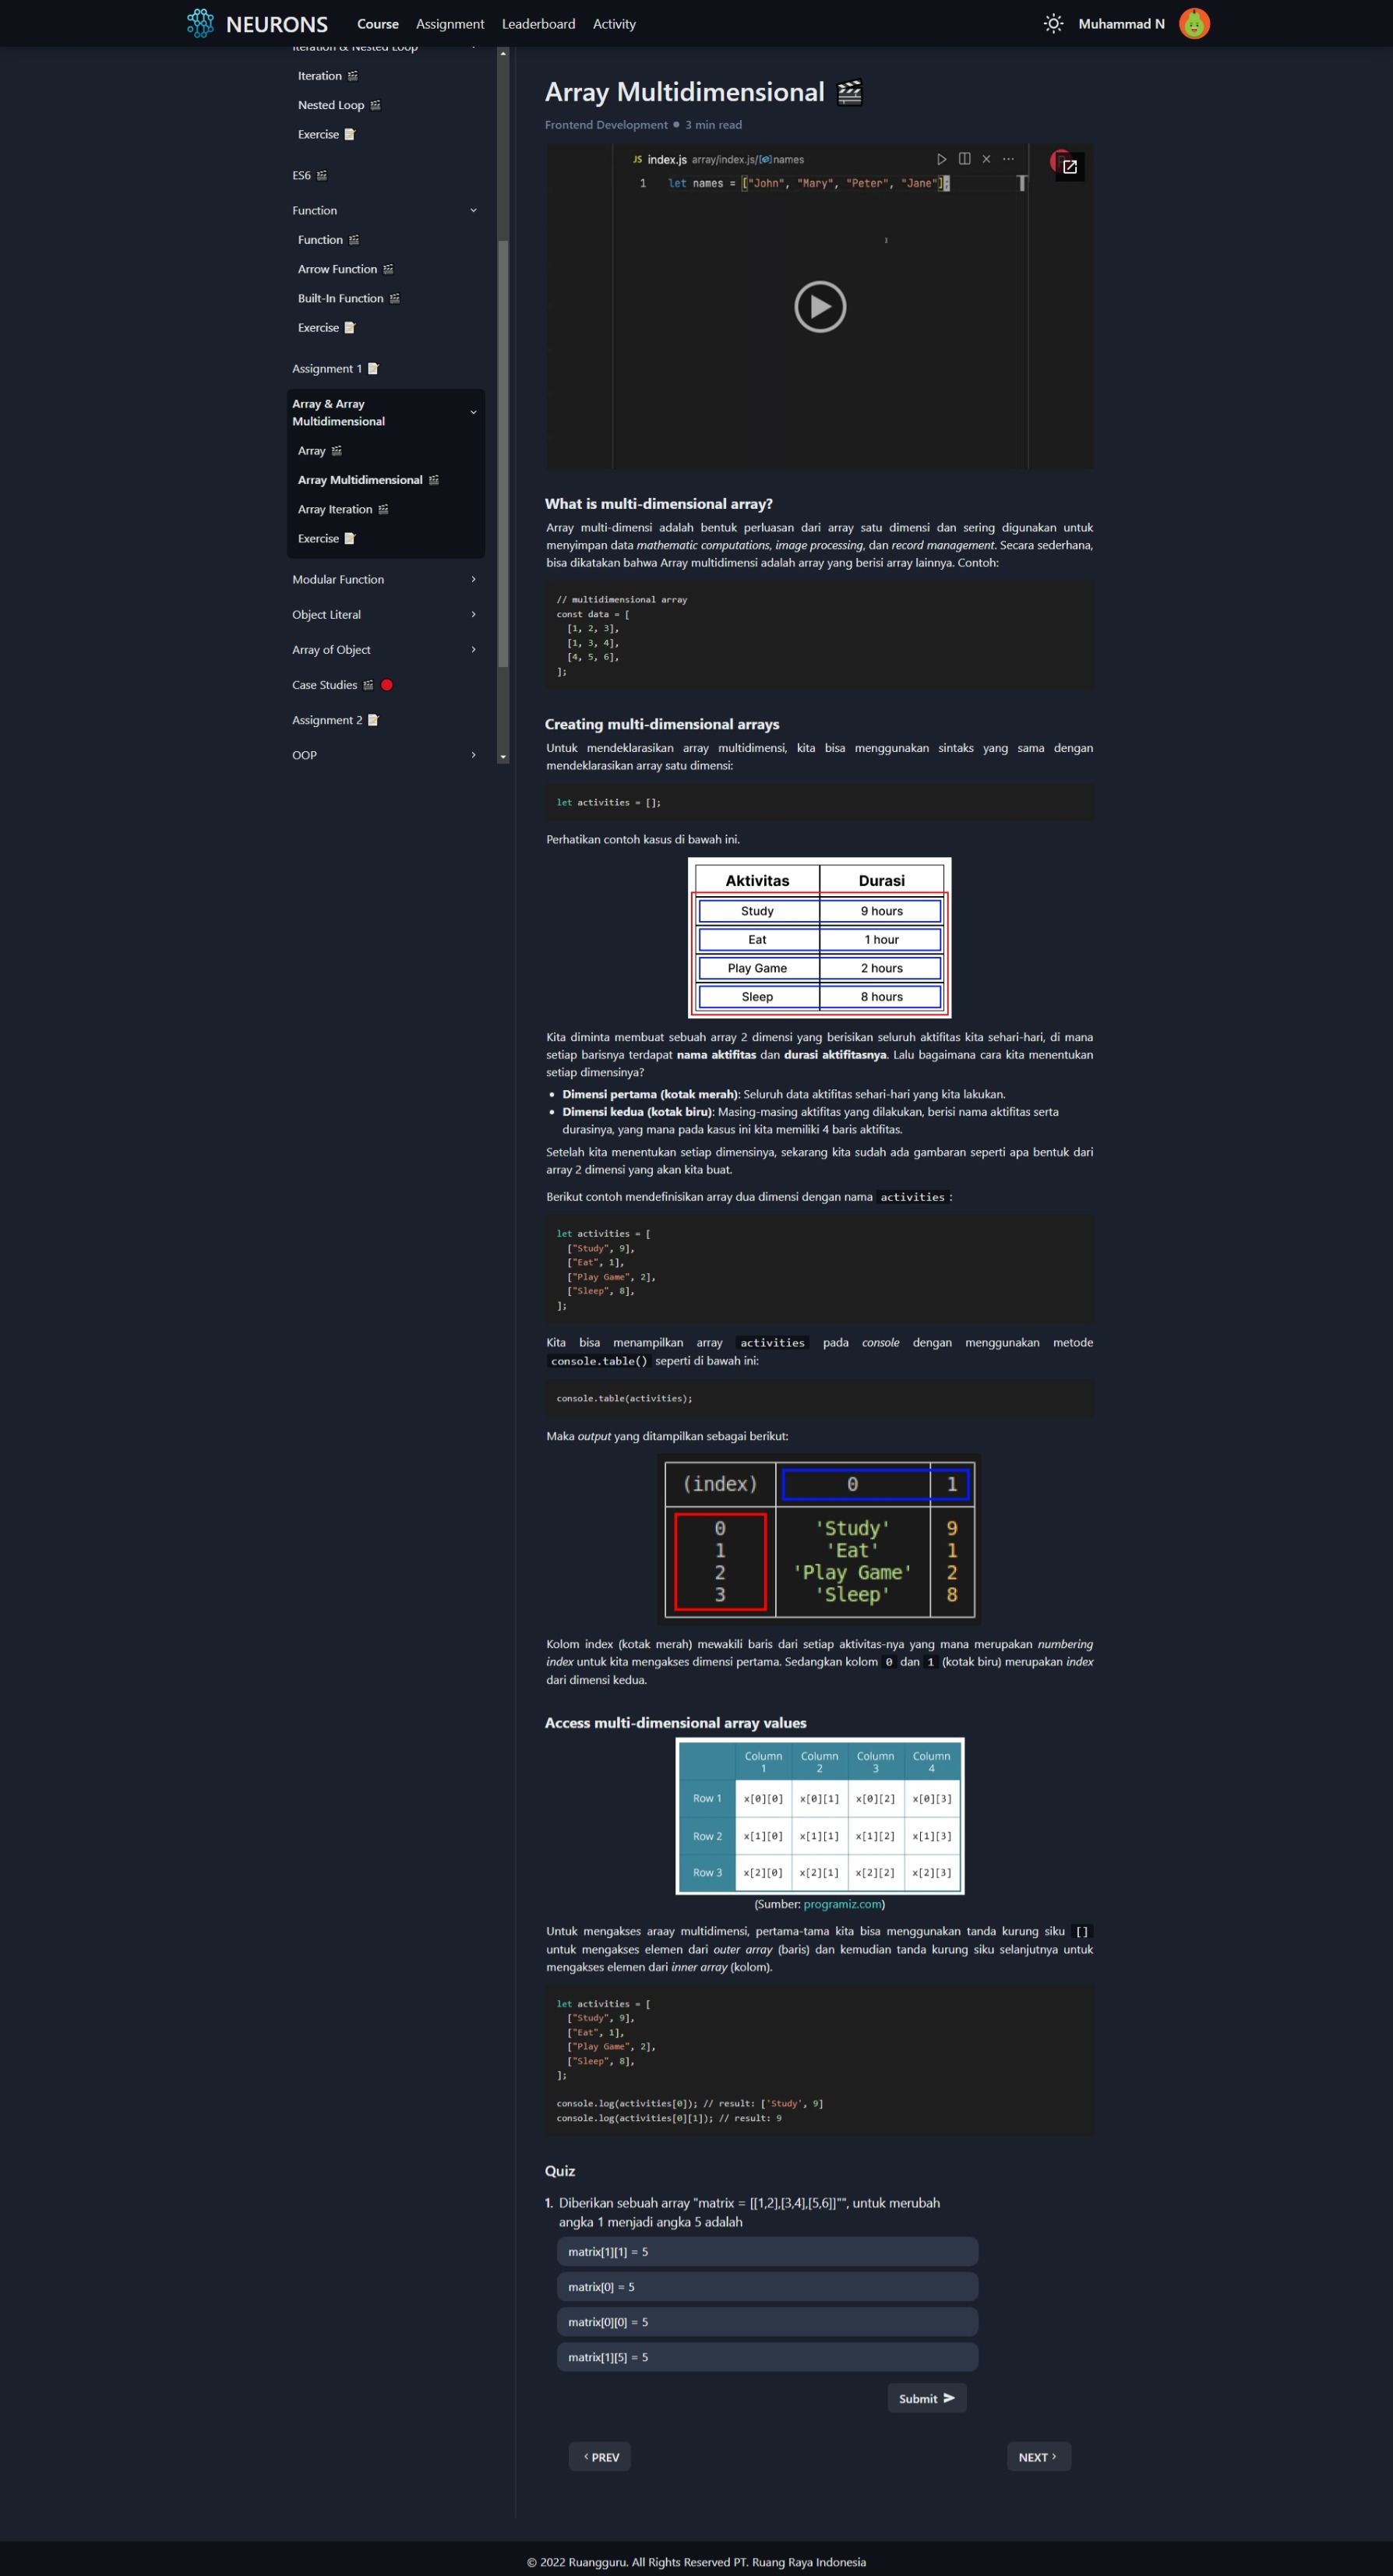 NEURONS
Course Assignment Leaderboard Activity
Muhammad N
Iteration & Nested Loop
Iteration
Nested Loop
Exercise
ES6
Function
Function
Arrow Function
Built-In Function
Exercise
Assignment 1
Array & Array
Multidimensional
Array
Array Multidimensional
Array Iteration
Exercise
Modular Function
Object Literal
Array of Object
Case Studies
Assignment 2
OOP
Array Multidimensional
Frontend Development ● 3 min read
JS index.js array/index.js/[@]names
1 let names = ["John", "Mary", "Peter", "Jane"];
What is multi-dimensional array?
Array multi-dimensi adalah bentuk perluasan dari array satu dimensi dan sering digunakan untuk
menyimpan data mathematic computations, image processing, dan record management. Secara sederhana,
bisa dikatakan bahwa Array multidimensi adalah array yang berisi array lainnya. Contoh:
// multidimensional array
const data = [
[1, 2, 3],
[1, 3, 4],
[4, 5, 6],
];
Creating multi-dimensional arrays
Untuk mendeklarasikan array multidimensi, kita bisa menggunakan sintaks yang sama dengan
mendeklarasikan array satu dimensi:
let activities = [];
Perhatikan contoh kasus di bawah ini.
Aktivitas Durasi
Study 9 hours
Eat 1 hour
Play Game 2 hours
Sleep 8 hours
Kita diminta membuat sebuah array 2 dimensi yang berisikan seluruh aktifitas kita sehari-hari, di mana
setiap barisnya terdapat nama aktifitas dan durasi aktifitasnya. Lalu bagaimana cara kita menentukan
setiap dimensinya?
• Dimensi pertama (kotak merah): Seluruh data aktifitas sehari-hari yang kita lakukan.
• Dimensi kedua (kotak biru): Masing-masing aktifitas yang dilakukan, berisi nama aktifitas serta
durasinya, yang mana pada kasus ini kita memiliki 4 baris aktifitas.
Setelah kita menentukan setiap dimensinya, sekarang kita sudah ada gambaran seperti apa bentuk dari
array 2 dimensi yang akan kita buat.
Berikut contoh mendefinisikan array dua dimensi dengan nama activities :
let activities = [
["Study", 9],
["Eat", 1],
["Play Game", 2],
["Sleep", 8],
];
Kita bisa menampilkan array activities pada console dengan menggunakan metode
console.table() seperti di bawah ini:
console.table(activities);
Maka output yang ditampilkan sebagai berikut:
(index) 0 1
0 'Study' 9
1 'Eat' 1
2 'Play Game' 2
3 'Sleep' 8
Kolom index (kotak merah) mewakili baris dari setiap aktivitas-nya yang mana merupakan numbering
index untuk kita mengakses dimensi pertama. Sedangkan kolom 0 dan 1 (kotak biru) merupakan index
dari dimensi kedua.
Access multi-dimensional array values
Column 1 Column 2 Column 3 Column 4
Row 1 x[0][0] x[0][1] x[0][2] x[0][3]
Row 2 x[1][0] x[1][1] x[1][2] x[1][3]
Row 3 x[2][0] x[2][1] x[2][2] x[2][3]
(Sumber: programiz.com)
Untuk mengakses araay multidimensi, pertama-tama kita bisa menggunakan tanda kurung siku []
untuk mengakses elemen dari outer array (baris) dan kemudian tanda kurung siku selanjutnya untuk
mengakses elemen dari inner array (kolom).
let activities = [
["Study", 9],
["Eat", 1],
["Play Game", 2],
["Sleep", 8],
];
console.log(activities[0]); // result: ['Study', 9]
console.log(activities[0][1]); // result: 9
Quiz
1. Diberikan sebuah array "matrix = [[1,2],[3,4],[5,6]]"", untuk merubah
angka 1 menjadi angka 5 adalah
matrix[1][1] = 5
matrix[0] = 5
matrix[0][0] = 5
matrix[1][5] = 5
Submit
‹ PREV
NEXT ›
© 2022 Ruangguru. All Rights Reserved PT. Ruang Raya Indonesia